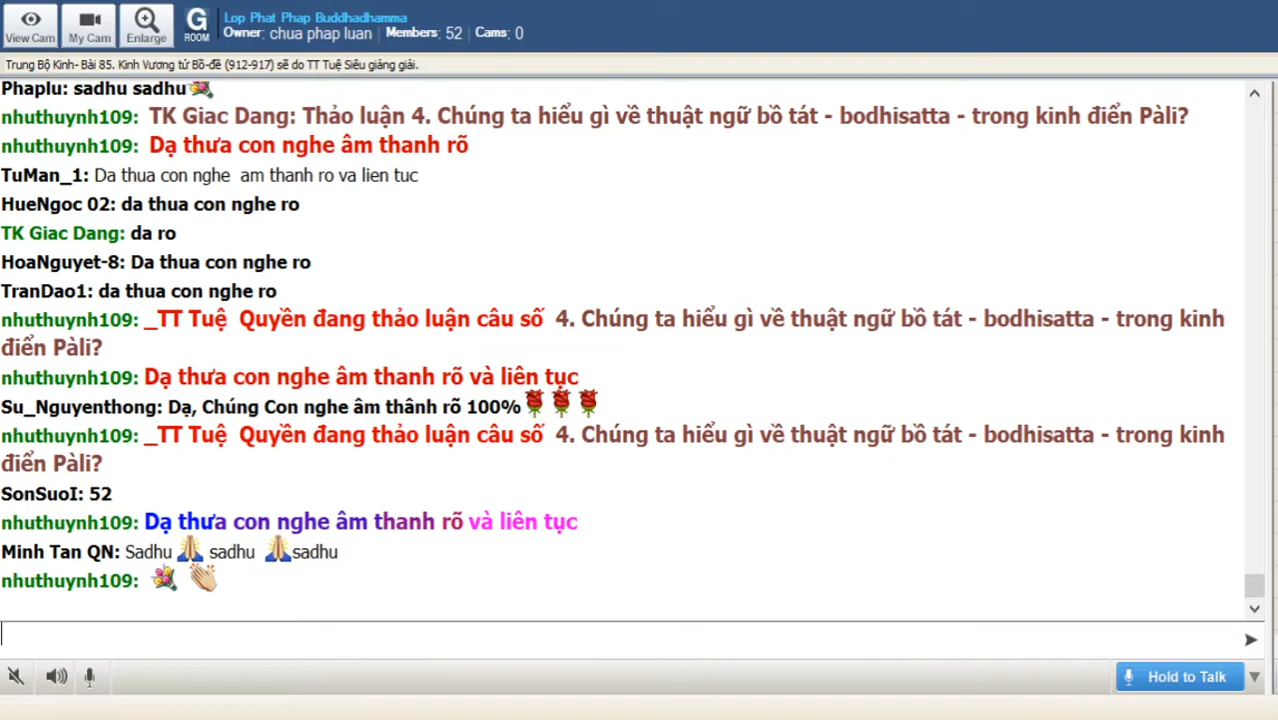 View Cam
My Cam
Enlarge
G
ROOM
Lop Phat Phap Buddhadhamma
Owner: chua phap luan | Members: 52 | Cams: 0
Trung Bộ Kinh- Bài 85. Kinh Vương tử Bồ-đề (912-917) sẽ do TT Tuệ Siêu giảng giải.
Phaplu: sadhu sadhu
nhuthuynh109: TK Giac Dang: Thảo luận 4. Chúng ta hiểu gì về thuật ngữ bồ tát - bodhisatta - trong kinh điển Pàli?
nhuthuynh109: Dạ thưa con nghe âm thanh rõ
TuMan_1: Da thua con nghe am thanh ro va lien tuc
HueNgoc 02: da thua con nghe ro
TK Giac Dang: da ro
HoaNguyet-8: Da thua con nghe ro
TranDao1: da thua con nghe ro
nhuthuynh109: _TT Tuệ Quyền đang thảo luận câu số 4. Chúng ta hiểu gì về thuật ngữ bồ tát - bodhisatta - trong kinh
điển Pàli?
nhuthuynh109: Dạ thưa con nghe âm thanh rõ và liên tục
Su_Nguyenthong: Dạ, Chúng Con nghe âm thânh rõ 100%
nhuthuynh109: _TT Tuệ Quyền đang thảo luận câu số 4. Chúng ta hiểu gì về thuật ngữ bồ tát - bodhisatta - trong kinh
điển Pàli?
SonSuoI: 52
nhuthuynh109: Dạ thưa con nghe âm thanh rõ và liên tục
Minh Tan QN: Sadhu sadhu sadhu
nhuthuynh109:
Hold to Talk